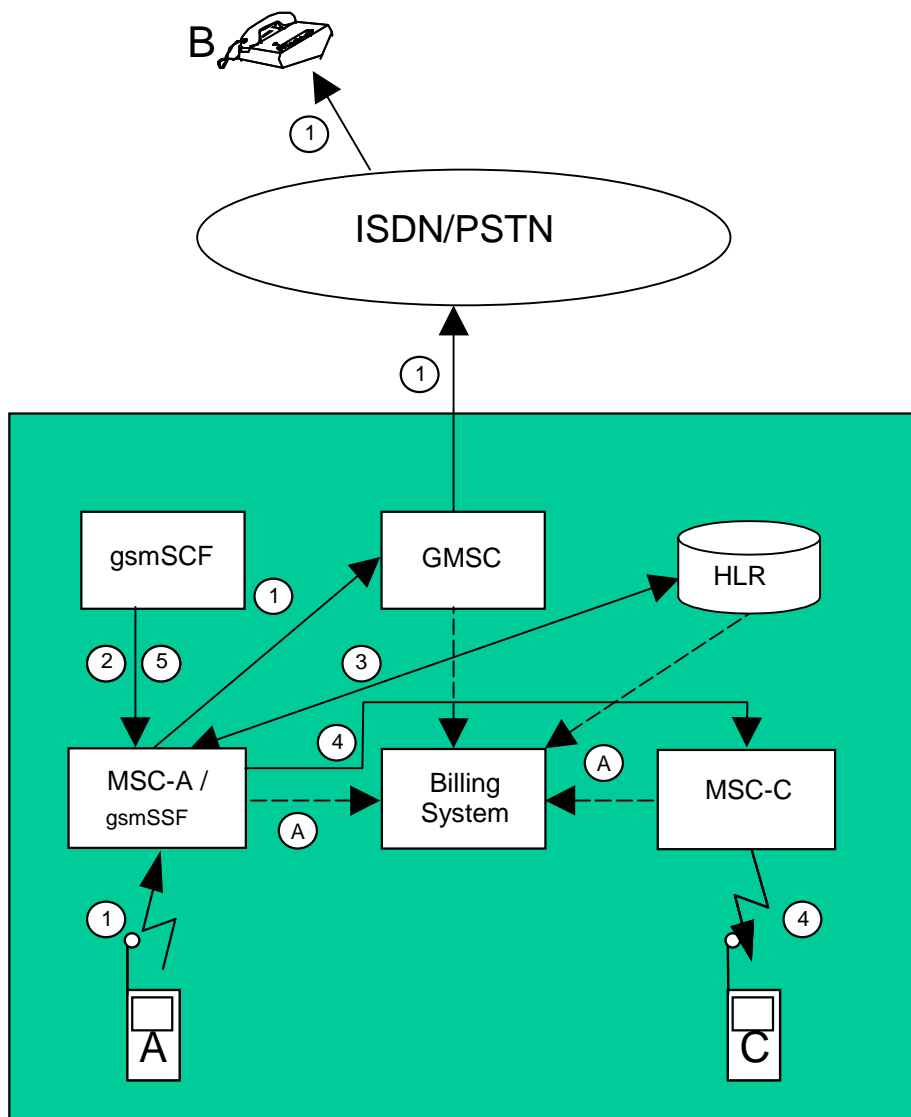 B
1
ISDN/PSTN
1
gsmSCF
GMSC
HLR
1
2
5
3
4
MSC-A /
gsmSSF
Billing
System
MSC-C
A
A
1
4
A
C